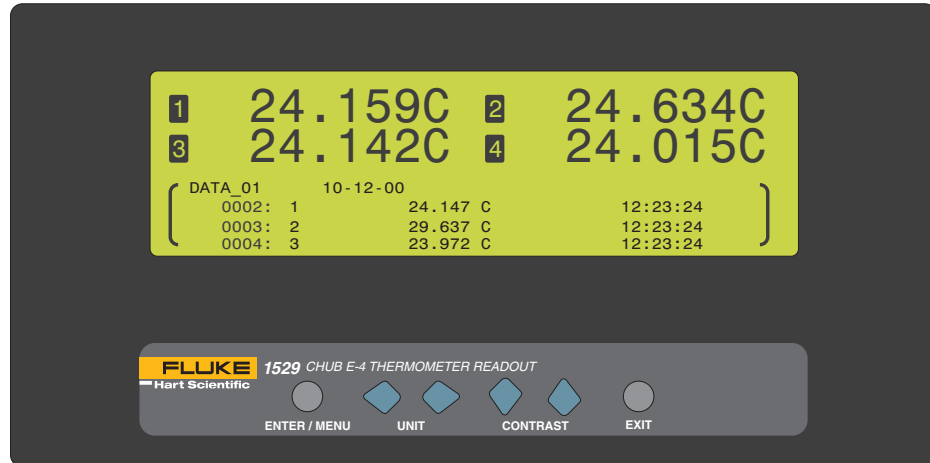 1 24.159C 2 24.634C
3 24.142C 4 24.015C
DATA_01 10-12-00
0002: 1 24.147 C 12:23:24
0003: 2 29.637 C 12:23:24
0004: 3 23.972 C 12:23:24
FLUKE 1529 CHUB E-4 THERMOMETER READOUT
Hart Scientific
ENTER / MENU UNIT CONTRAST EXIT